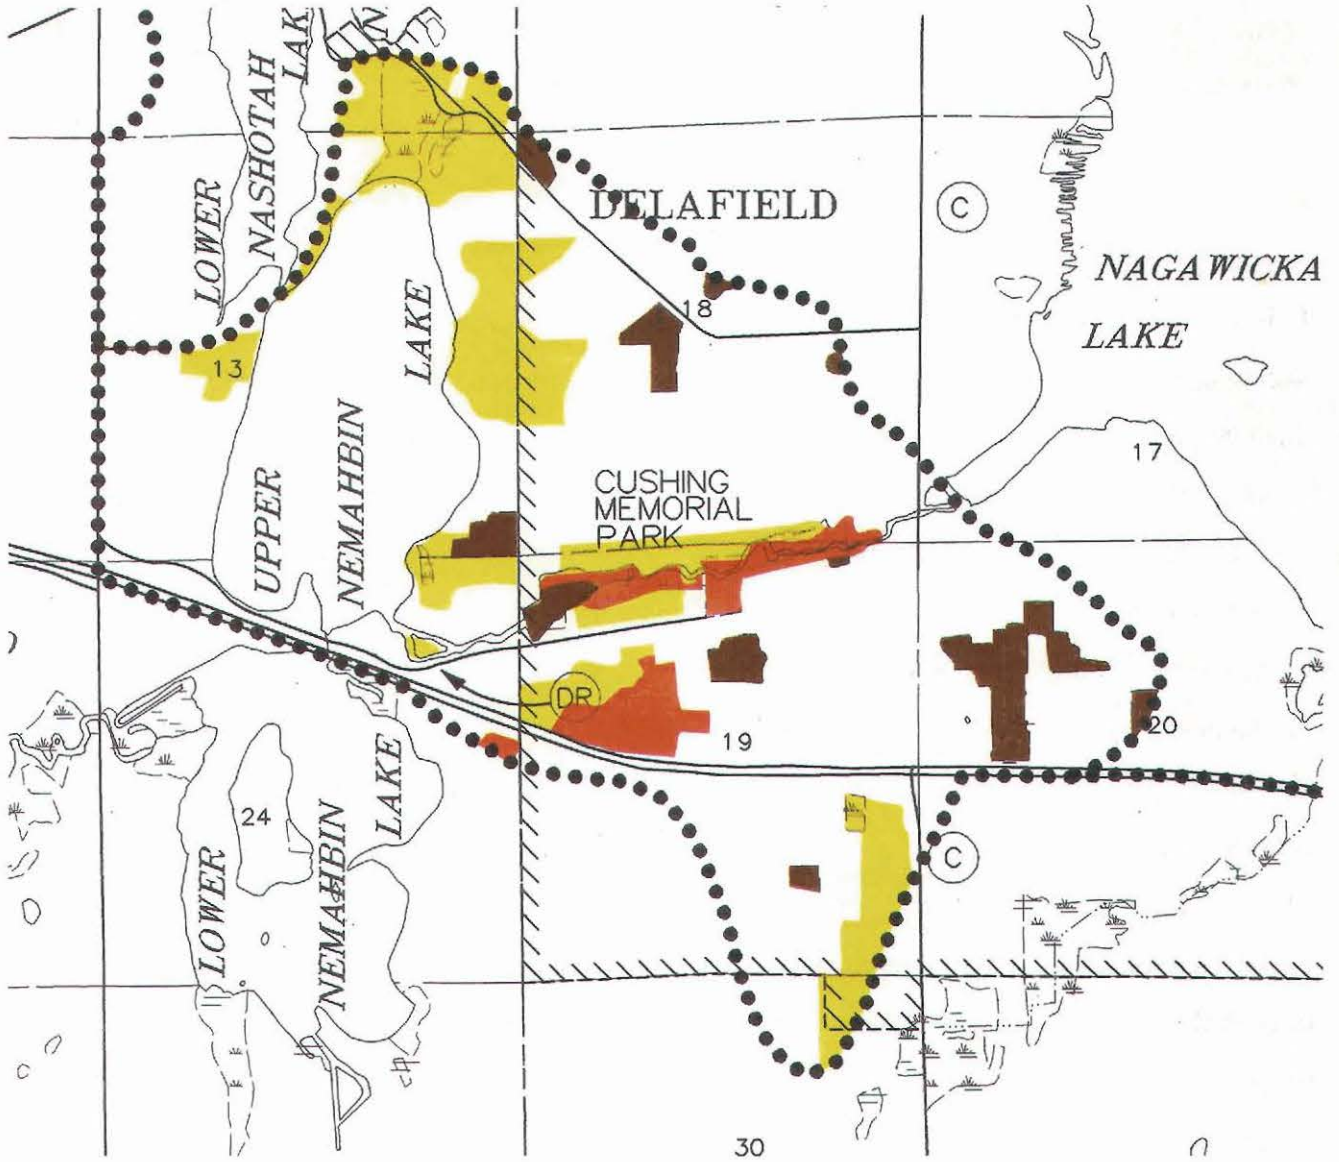 N
LAK
NASHOTAH
LOWER
DELAFIELD
C
NAGAWICKA
LAKE
18
13
LAKE
17
CUSHING
MEMORIAL
PARK
UPPER
NEMAHBIN
DR
19
20
LAKE
24
NEMAHBIN
LOWER
C
30